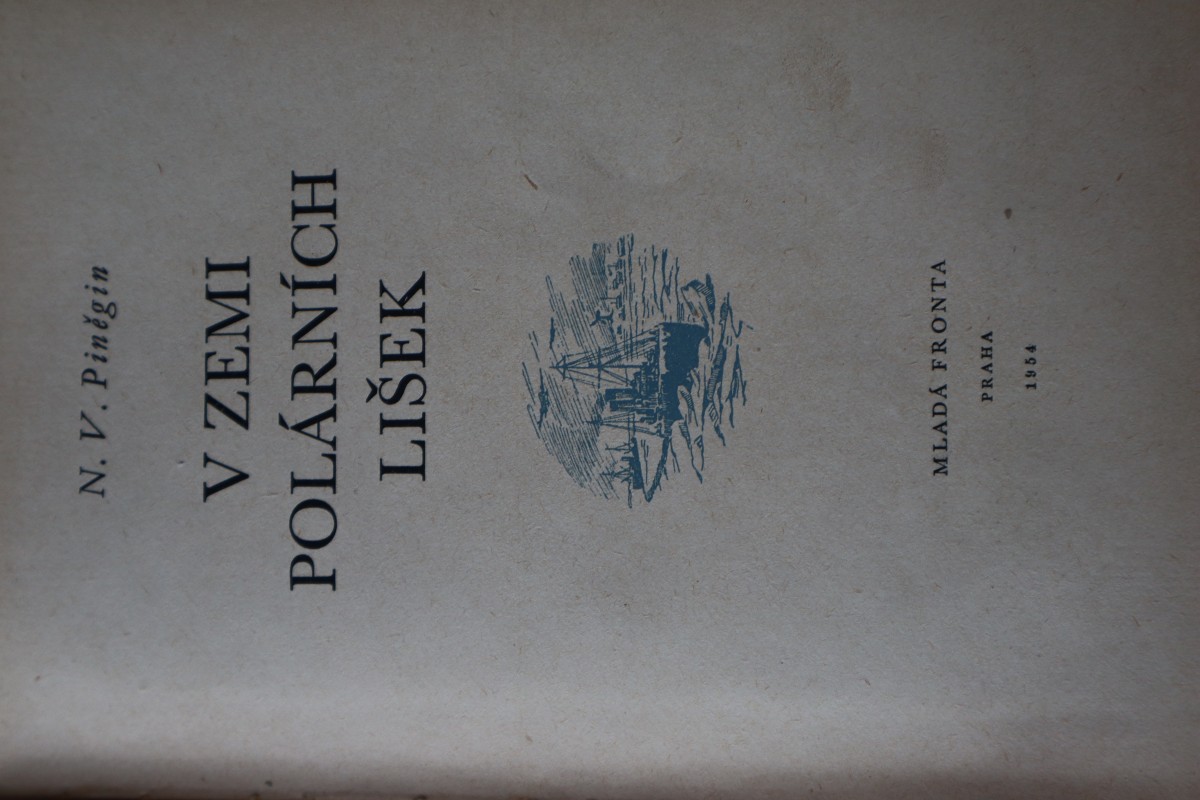 N. V. Piněgin
V ZEMI
POLÁRNÍCH
LIŠEK
MLADÁ FRONTA
PRAHA
1954